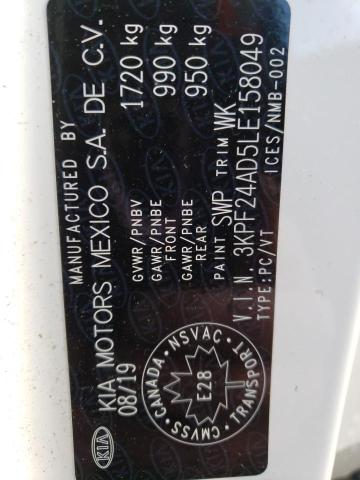 MANUFACTURED BY
KIA MOTORS MEXICO S.A. DE C.V.
08/19
GVWR/PNBV 1720 kg
GAWR/PNBE FRONT 990 kg
GAWR/PNBE REAR 950 kg
PAINT SWP TRIM WK
V.I.N. 3KPF24AD5LE158049
TYPE:PC/VT ICES/NMB-002
KIA
CANADA · NSVAC · TRANSPORT · CMVSS
E28